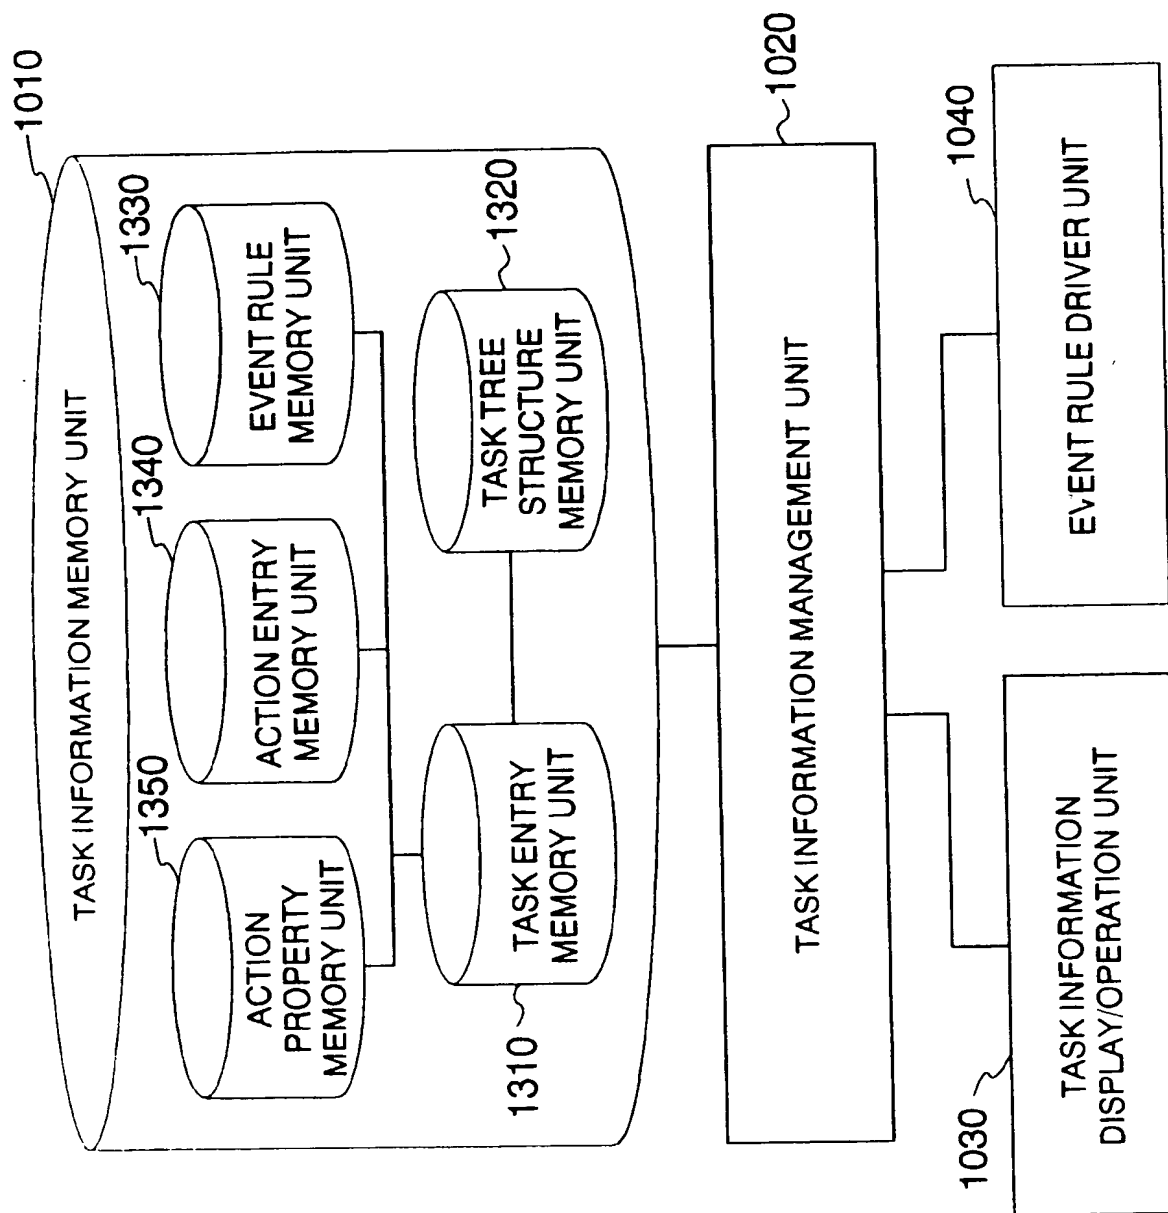 1010
TASK INFORMATION MEMORY UNIT
1350
ACTION
PROPERTY
MEMORY UNIT
1340
ACTION ENTRY
MEMORY UNIT
1330
EVENT RULE
MEMORY UNIT
1310
TASK ENTRY
MEMORY UNIT
1320
TASK TREE
STRUCTURE
MEMORY UNIT
1020
TASK INFORMATION MANAGEMENT UNIT
1030
TASK INFORMATION
DISPLAY/OPERATION UNIT
1040
EVENT RULE DRIVER UNIT